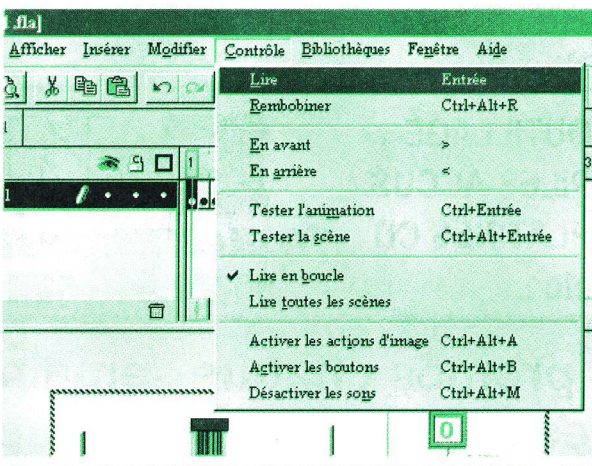 1.fla]
Afficher Insérer Modifier Contrôle Bibliothèques Fenêtre Aide
Lire Entrée
Rembobiner Ctrl+Alt+R
En avant >
En arrière <
Tester l'animation Ctrl+Entrée
Tester la scène Ctrl+Alt+Entrée
✓ Lire en boucle
Lire toutes les scènes
Activer les actions d'image Ctrl+Alt+A
Activer les boutons Ctrl+Alt+B
Désactiver les sons Ctrl+Alt+M
1
1
0